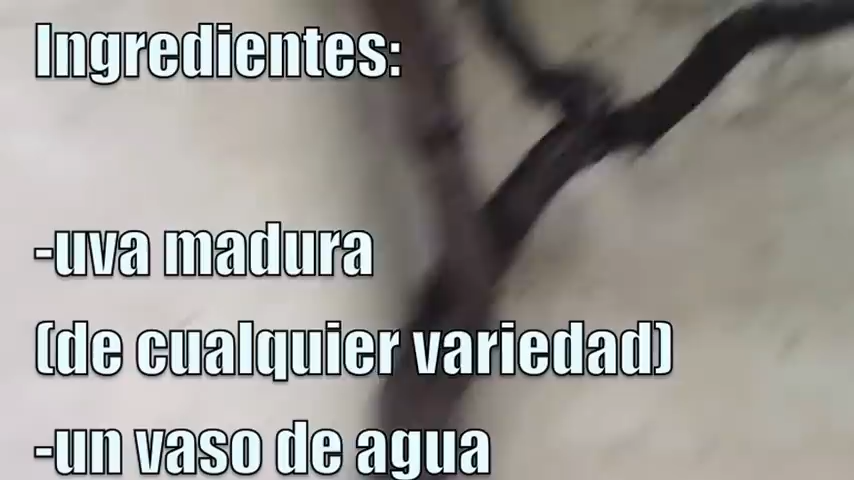 Ingredientes:
-uva madura
(de cualquier variedad)
-un vaso de agua